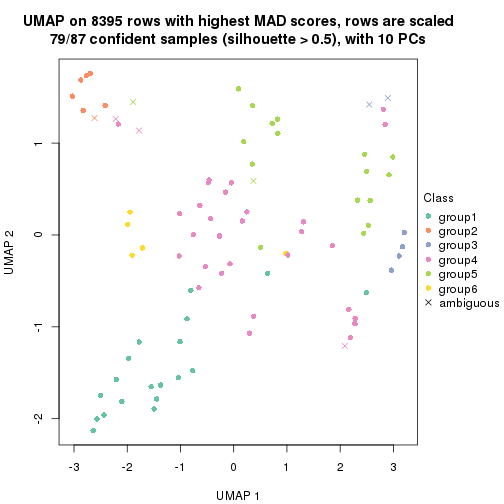 UMAP on 8395 rows with highest MAD scores, rows are scaled
79/87 confident samples (silhouette > 0.5), with 10 PCs
UMAP 2
1
0
-1
-2
-3
-2
-1
0
1
2
3
UMAP 1
Class
group1
group2
group3
group4
group5
group6
ambiguous